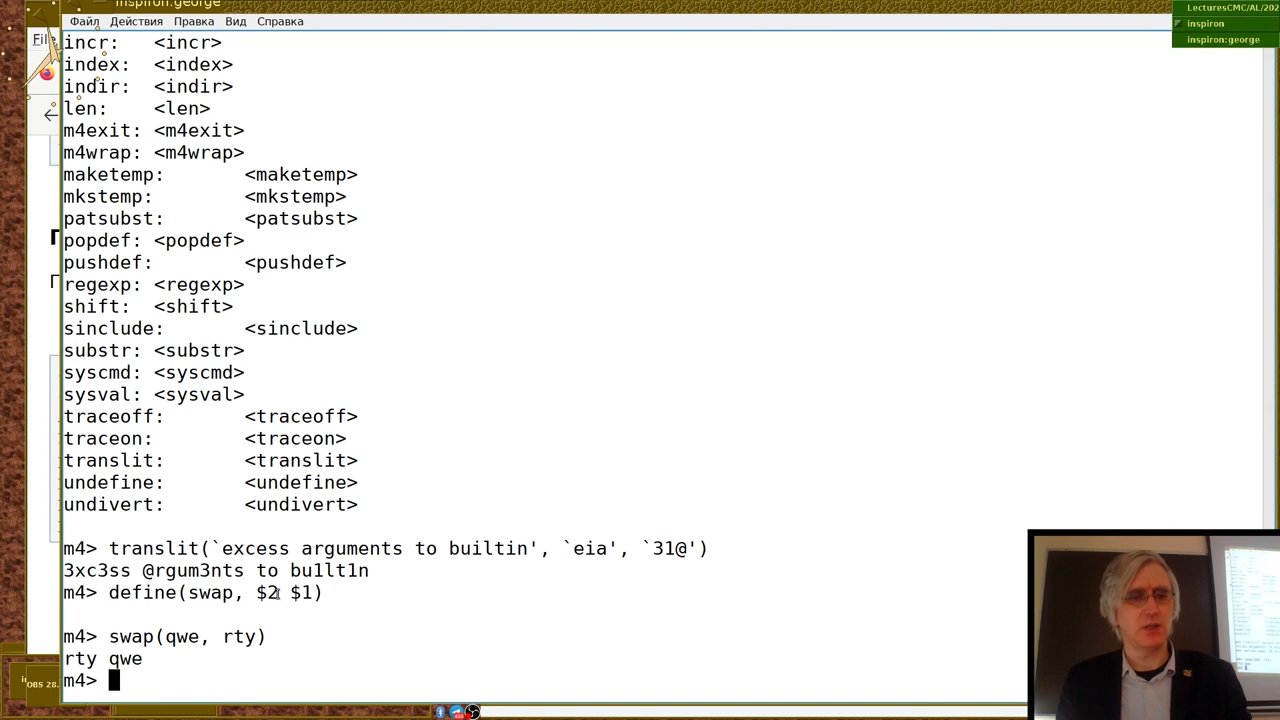 inspiron:george
LecturesCMC/AL/202
inspiron
inspiron:george
Файл Действия Правка Вид Справка
File
incr: <incr>
index: <index>
indir: <indir>
len: <len>
m4exit: <m4exit>
m4wrap: <m4wrap>
maketemp: <maketemp>
mkstemp: <mkstemp>
patsubst: <patsubst>
popdef: <popdef>
pushdef: <pushdef>
regexp: <regexp>
shift: <shift>
sinclude: <sinclude>
substr: <substr>
syscmd: <syscmd>
sysval: <sysval>
traceoff: <traceoff>
traceon: <traceon>
translit: <translit>
undefine: <undefine>
undivert: <undivert>
m4> translit(`excess arguments to builtin', `eia', `31@')
3xc3ss @rgum3nts to bu1lt1n
m4> define(swap, $2 $1)
m4> swap(qwe, rty)
rty qwe
m4>
OBS 28.